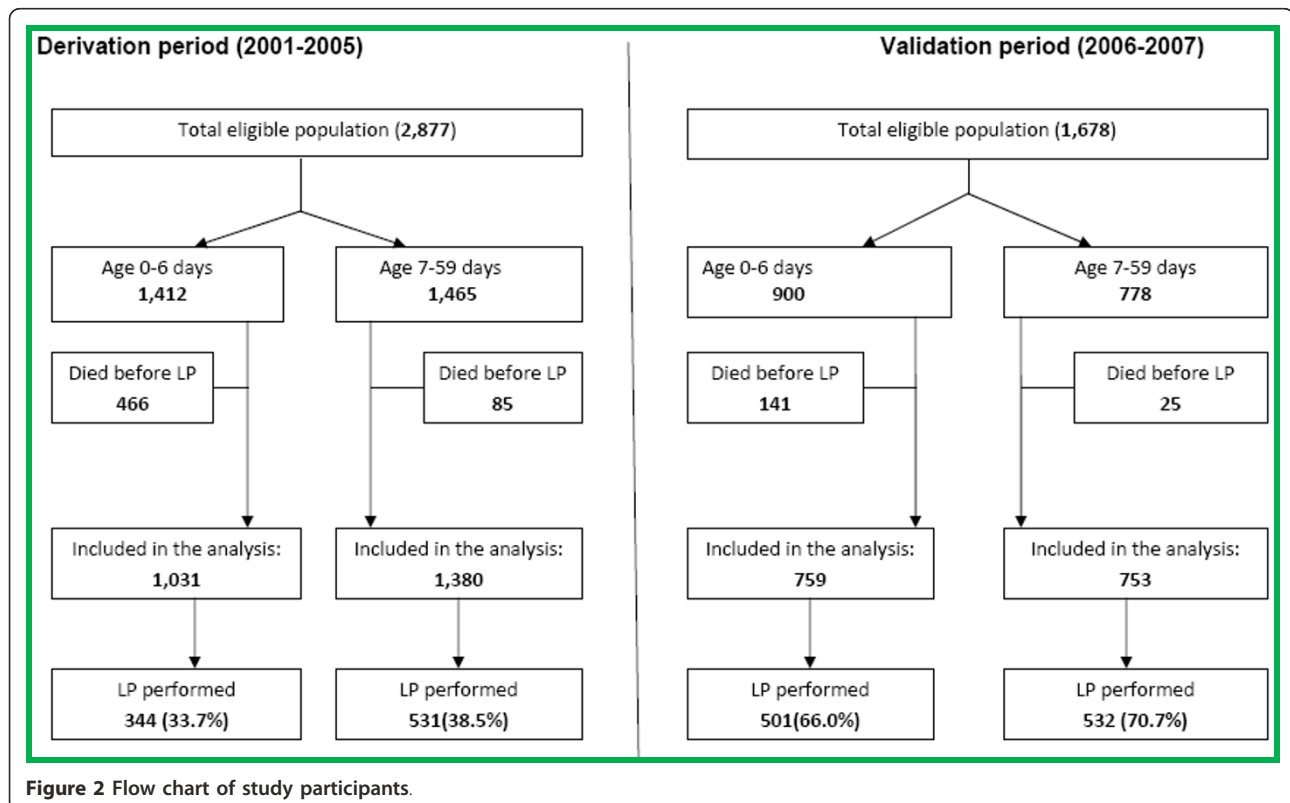 Derivation period (2001-2005)
Validation period (2006-2007)
Total eligible population (2,877)
Total eligible population (1,678)
Age 0-6 days
1,412
Age 7-59 days
1,465
Age 0-6 days
900
Age 7-59 days
778
Died before LP
466
Died before LP
85
Died before LP
141
Died before LP
25
Included in the analysis:
1,031
Included in the analysis:
1,380
Included in the analysis:
759
Included in the analysis:
753
LP performed
344 (33.7%)
LP performed
531(38.5%)
LP performed
501(66.0%)
LP performed
532 (70.7%)
Figure 2 Flow chart of study participants.